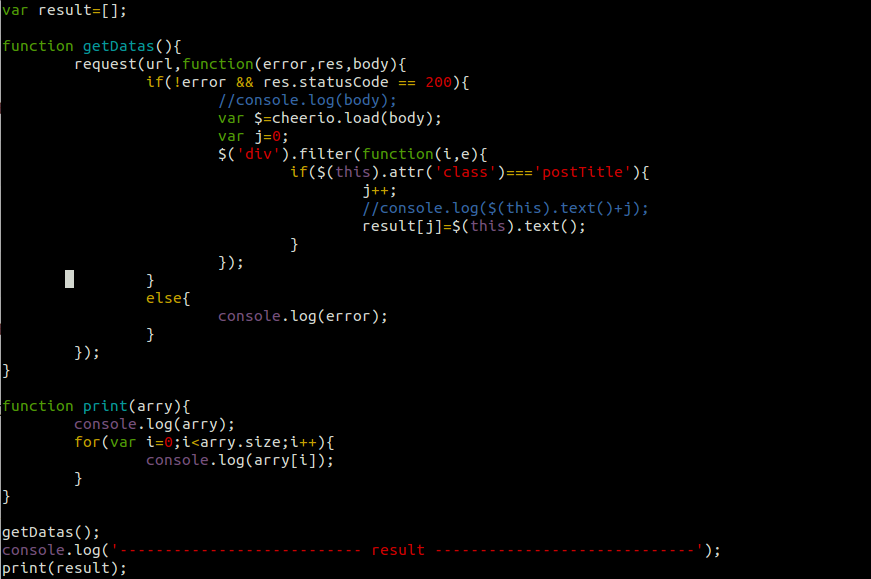 var result=[];
function getDatas(){
request(url,function(error,res,body){
if(!error && res.statusCode == 200){
//console.log(body);
var $=cheerio.load(body);
var j=0;
$('div').filter(function(i,e){
if($(this).attr('class')==='postTitle'){
j++;
//console.log($(this).text()+j);
result[j]=$(this).text();
}
});
}
else{
console.log(error);
}
});
}
function print(arry){
console.log(arry);
for(var i=0;i<arry.size;i++){
console.log(arry[i]);
}
}
getDatas();
console.log('--------------------------- result -----------------------------');
print(result);